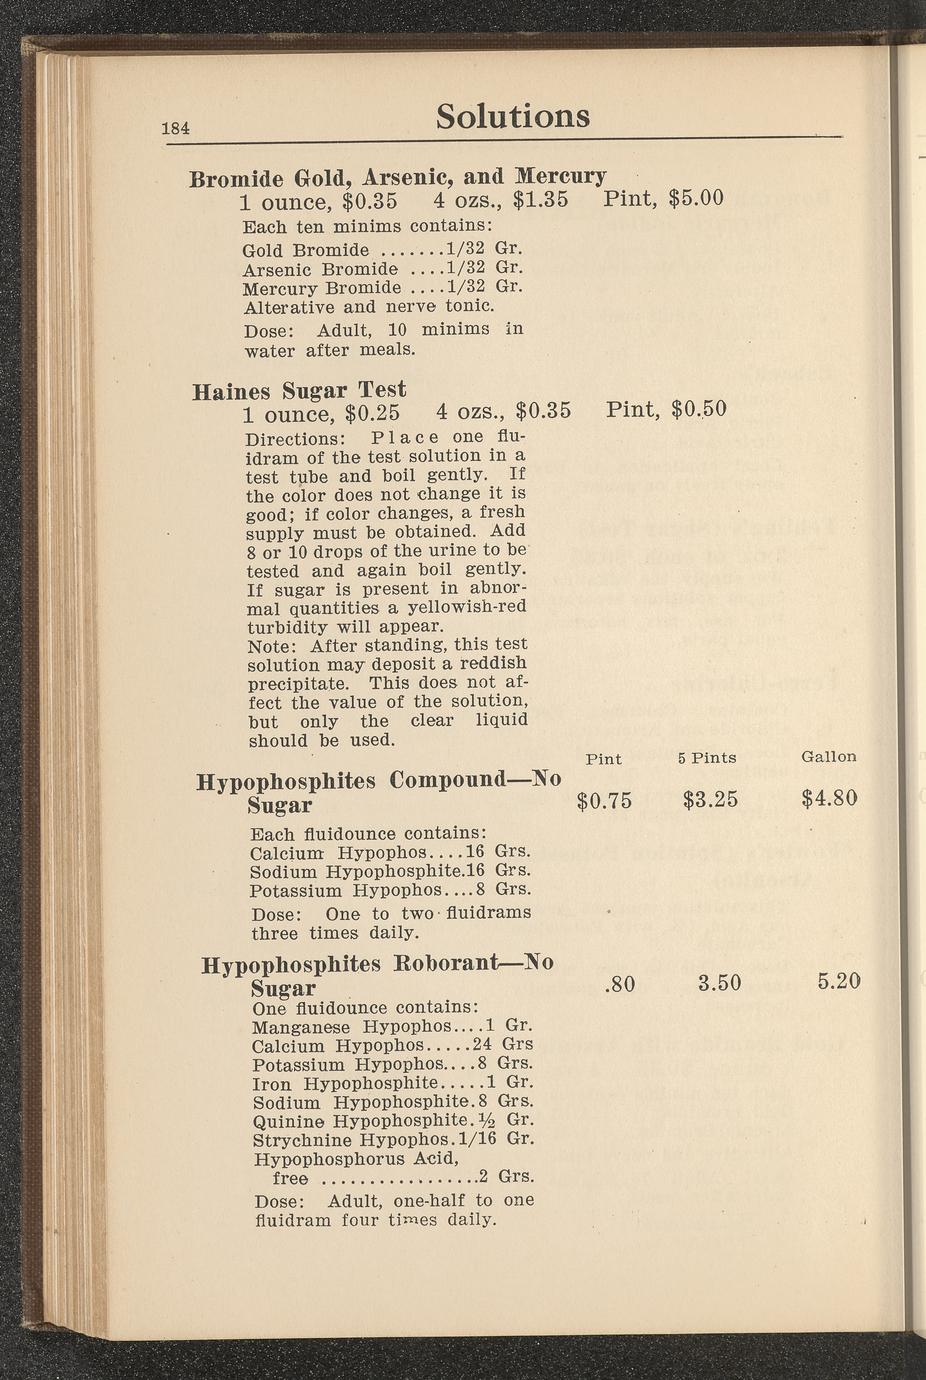 184
Solutions
Bromide Gold, Arsenic, and Mercury
1 ounce, $0.35 4 ozs., $1.35 Pint, $5.00
Each ten minims contains:
Gold Bromide .......1/32 Gr.
Arsenic Bromide ....1/32 Gr.
Mercury Bromide ....1/32 Gr.
Alterative and nerve tonic.
Dose: Adult, 10 minims in
water after meals.
Haines Sugar Test
1 ounce, $0.25 4 ozs., $0.35 Pint, $0.50
Directions: Place one flu-
idram of the test solution in a
test tube and boil gently. If
the color does not change it is
good; if color changes, a fresh
supply must be obtained. Add
8 or 10 drops of the urine to be
tested and again boil gently.
If sugar is present in abnor-
mal quantities a yellowish-red
turbidity will appear.
Note: After standing, this test
solution may deposit a reddish
precipitate. This does not af-
fect the value of the solution,
but only the clear liquid
should be used.
Pint 5 Pints Gallon
Hypophosphites Compound—No
Sugar $0.75 $3.25 $4.80
Each fluidounce contains:
Calcium Hypophos....16 Grs.
Sodium Hypophosphite.16 Grs.
Potassium Hypophos....8 Grs.
Dose: One to two fluidrams
three times daily.
Hypophosphites Roborant—No
Sugar .80 3.50 5.20
One fluidounce contains:
Manganese Hypophos....1 Gr.
Calcium Hypophos.....24 Grs
Potassium Hypophos....8 Grs.
Iron Hypophosphite.....1 Gr.
Sodium Hypophosphite.8 Grs.
Quinine Hypophosphite.½ Gr.
Strychnine Hypophos.1/16 Gr.
Hypophosphorus Acid,
free .................2 Grs.
Dose: Adult, one-half to one
fluidram four times daily.